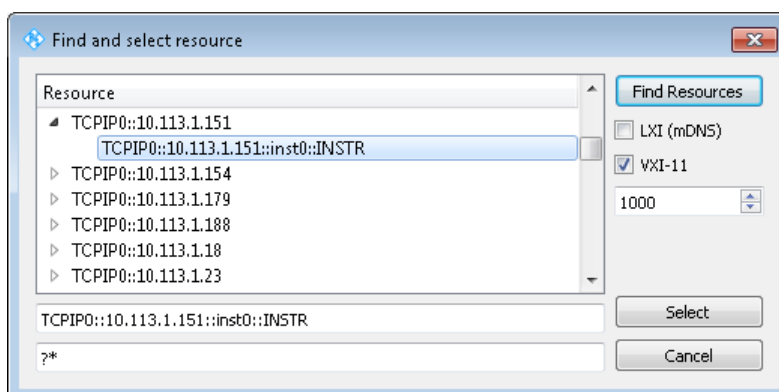 Find and select resource
Resource
TCPIP0::10.113.1.151
TCPIP0::10.113.1.151::inst0::INSTR
TCPIP0::10.113.1.154
TCPIP0::10.113.1.179
TCPIP0::10.113.1.188
TCPIP0::10.113.1.18
TCPIP0::10.113.1.23
TCPIP0::10.113.1.151::inst0::INSTR
?*
Find Resources
LXI (mDNS)
VXI-11
1000
Select
Cancel